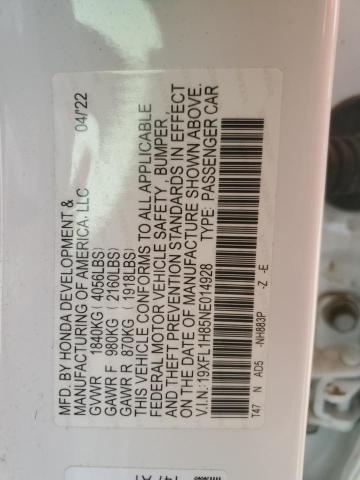 MFD. BY HONDA DEVELOPMENT &
MANUFACTURING OF AMERICA, LLC 04/'22
GVWR 1840KG (4056LBS)
GAWR F 980KG (2160LBS)
GAWR R 870KG (1918LBS)
THIS VEHICLE CONFORMS TO ALL APPLICABLE
FEDERAL MOTOR VEHICLE SAFETY, BUMPER,
AND THEFT PREVENTION STANDARDS IN EFFECT
ON THE DATE OF MANUFACTURE SHOWN ABOVE.
V.I.N.:19XFL1H85NE014928 TYPE: PASSENGER CAR
T47 N AD5 -NH883P -Z -E